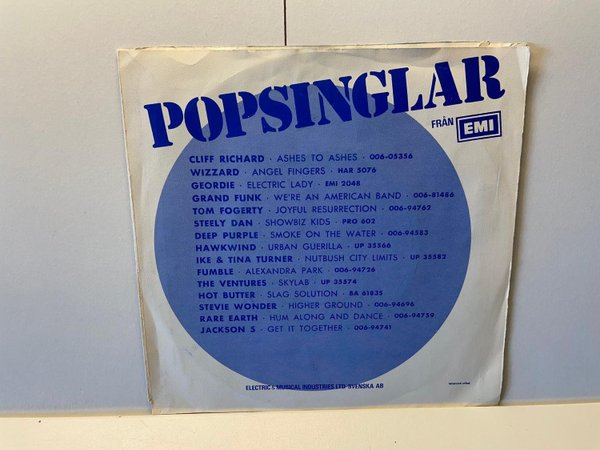 POPSINGLAR
FRÅN EMI
CLIFF RICHARD · ASHES TO ASHES · 006-05356
WIZZARD · ANGEL FINGERS · HAR 5076
GEORDIE · ELECTRIC LADY · EMI 2048
GRAND FUNK · WE'RE AN AMERICAN BAND · 006-81486
TOM FOGERTY · JOYFUL RESURRECTION · 006-94762
STEELY DAN · SHOWBIZ KIDS · PRO 602
DEEP PURPLE · SMOKE ON THE WATER · 006-94583
HAWKWIND · URBAN GUERILLA · UP 35566
IKE & TINA TURNER · NUTBUSH CITY LIMITS · UP 35582
FUMBLE · ALEXANDRA PARK · 006-94726
THE VENTURES · SKYLAB · UP 35574
HOT BUTTER · SLAG SOLUTION · BA 61835
STEVIE WONDER · HIGHER GROUND · 006-94696
RARE EARTH · HUM ALONG AND DANCE · 006-94759
JACKSON 5 · GET IT TOGETHER · 006-94741
ELECTRIC & MUSICAL INDUSTRIES LTD SVENSKA AB